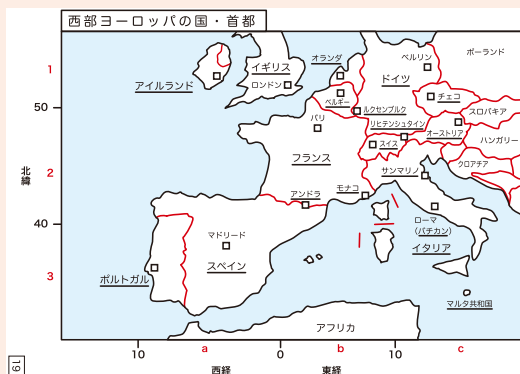 西部ヨーロッパの国・首都
1
アイルランド
イギリス
ロンドン
オランダ
ベルリン
ドイツ
ポーランド
50
ベルギー
ルクセンブルク
チェコ
スロバキア
パリ
リヒテンシュタイン
オーストリア
ハンガリー
スイス
フランス
クロアチア
サンマリノ
北緯
2
アンドラ
モナコ
40
マドリード
スペイン
ローマ
(バチカン)
イタリア
3
ポルトガル
マルタ共和国
アフリカ
10
a
0
b
10
c
西経
東経
19